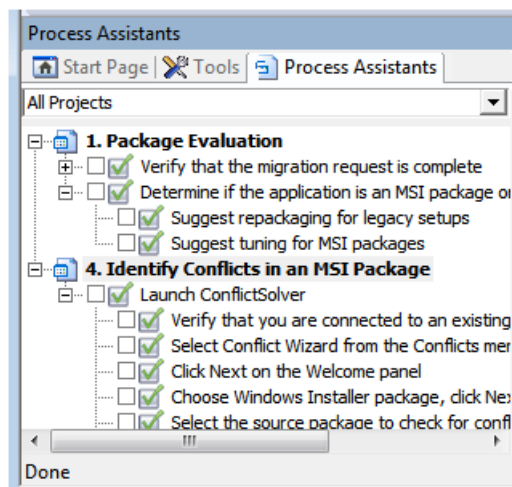 Process Assistants
Start Page Tools Process Assistants
All Projects
1. Package Evaluation
Verify that the migration request is complete
Determine if the application is an MSI package or
Suggest repackaging for legacy setups
Suggest tuning for MSI packages
4. Identify Conflicts in an MSI Package
Launch ConflictSolver
Verify that you are connected to an existing
Select Conflict Wizard from the Conflicts
Click Next on the Welcome panel
Choose Windows Installer package, click
Select the source package to check for
Done